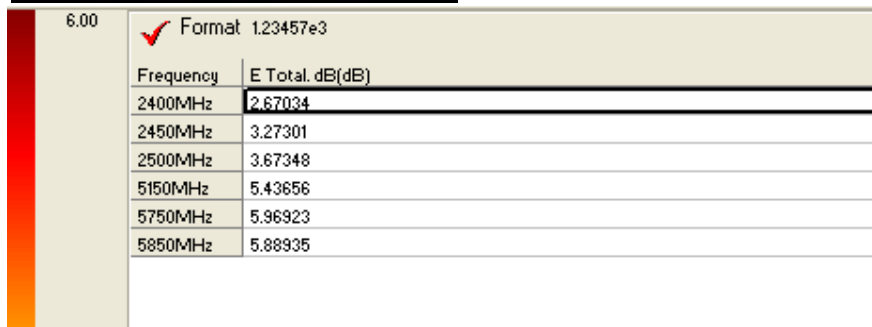 6.00
Format 1.23457e3
Frequency E Total. dB(dB)
2400MHz 2.67034
2450MHz 3.27301
2500MHz 3.67348
5150MHz 5.43656
5750MHz 5.96923
5850MHz 5.88935